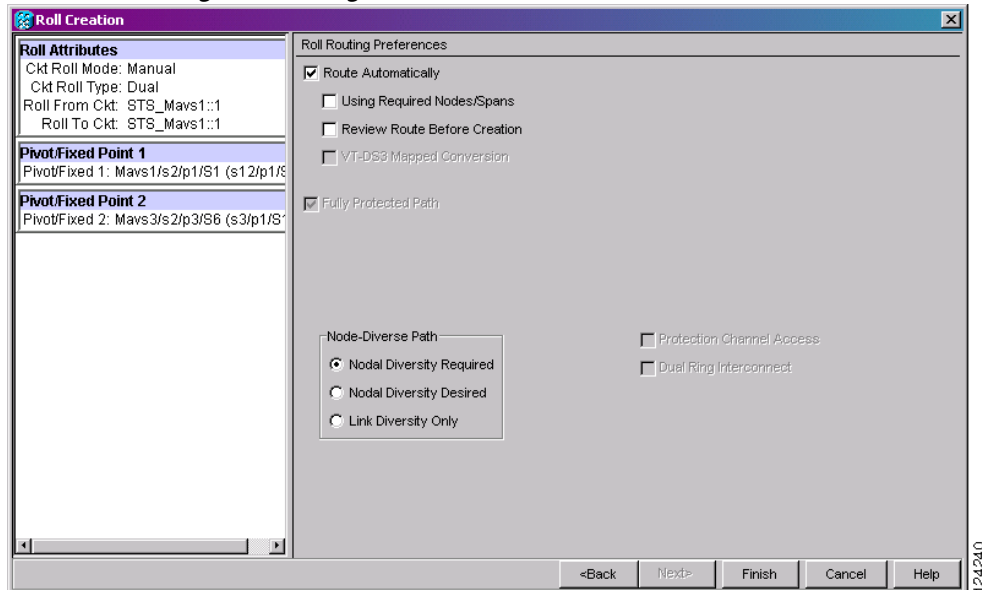 Roll Creation
Roll Attributes
Ckt Roll Mode: Manual
Ckt Roll Type: Dual
Roll From Ckt: STS_Mavs1::1
Roll To Ckt: STS_Mavs1::1
Pivot/Fixed Point 1
Pivot/Fixed 1: Mavs1/s2/p1/S1 (s12/p1/S
Pivot/Fixed Point 2
Pivot/Fixed 2: Mavs3/s2/p3/S6 (s3/p1/S1
Roll Routing Preferences
Route Automatically
Using Required Nodes/Spans
Review Route Before Creation
VT-DS3 Mapped Conversion
Fully Protected Path
Node-Diverse Path
Nodal Diversity Required
Nodal Diversity Desired
Link Diversity Only
Protection Channel Access
Dual Ring Interconnect
<Back
Next>
Finish
Cancel
Help
124240